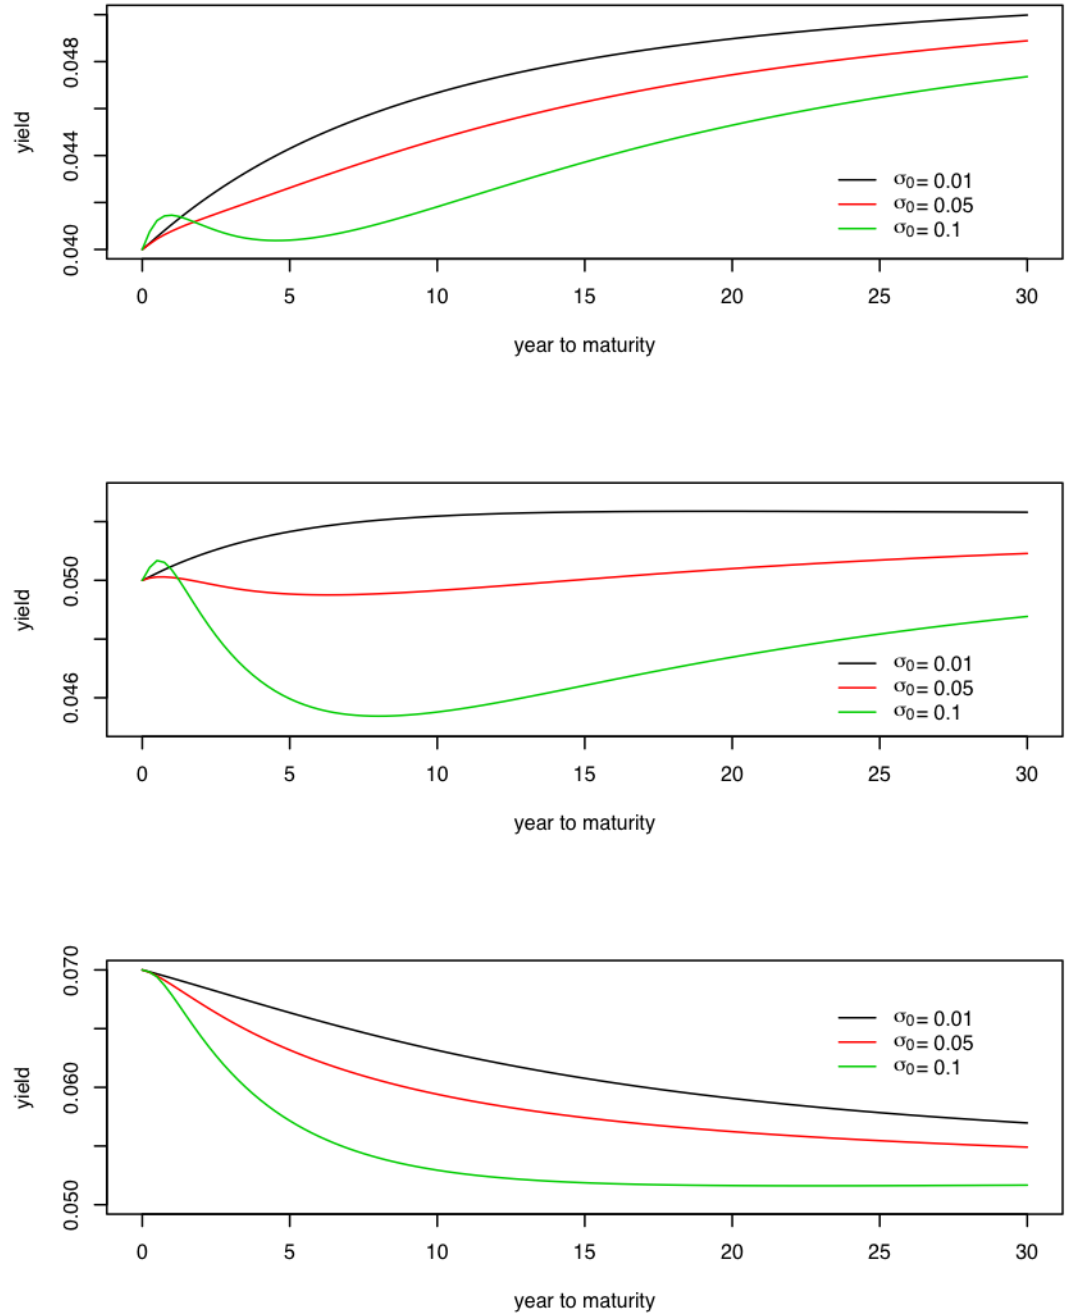 yield
0.048
0.044
0.040
σ₀= 0.01
σ₀= 0.05
σ₀= 0.1
0 5 10 15 20 25 30
year to maturity
yield
0.050
0.046
σ₀= 0.01
σ₀= 0.05
σ₀= 0.1
0 5 10 15 20 25 30
year to maturity
yield
0.070
0.060
0.050
σ₀= 0.01
σ₀= 0.05
σ₀= 0.1
0 5 10 15 20 25 30
year to maturity